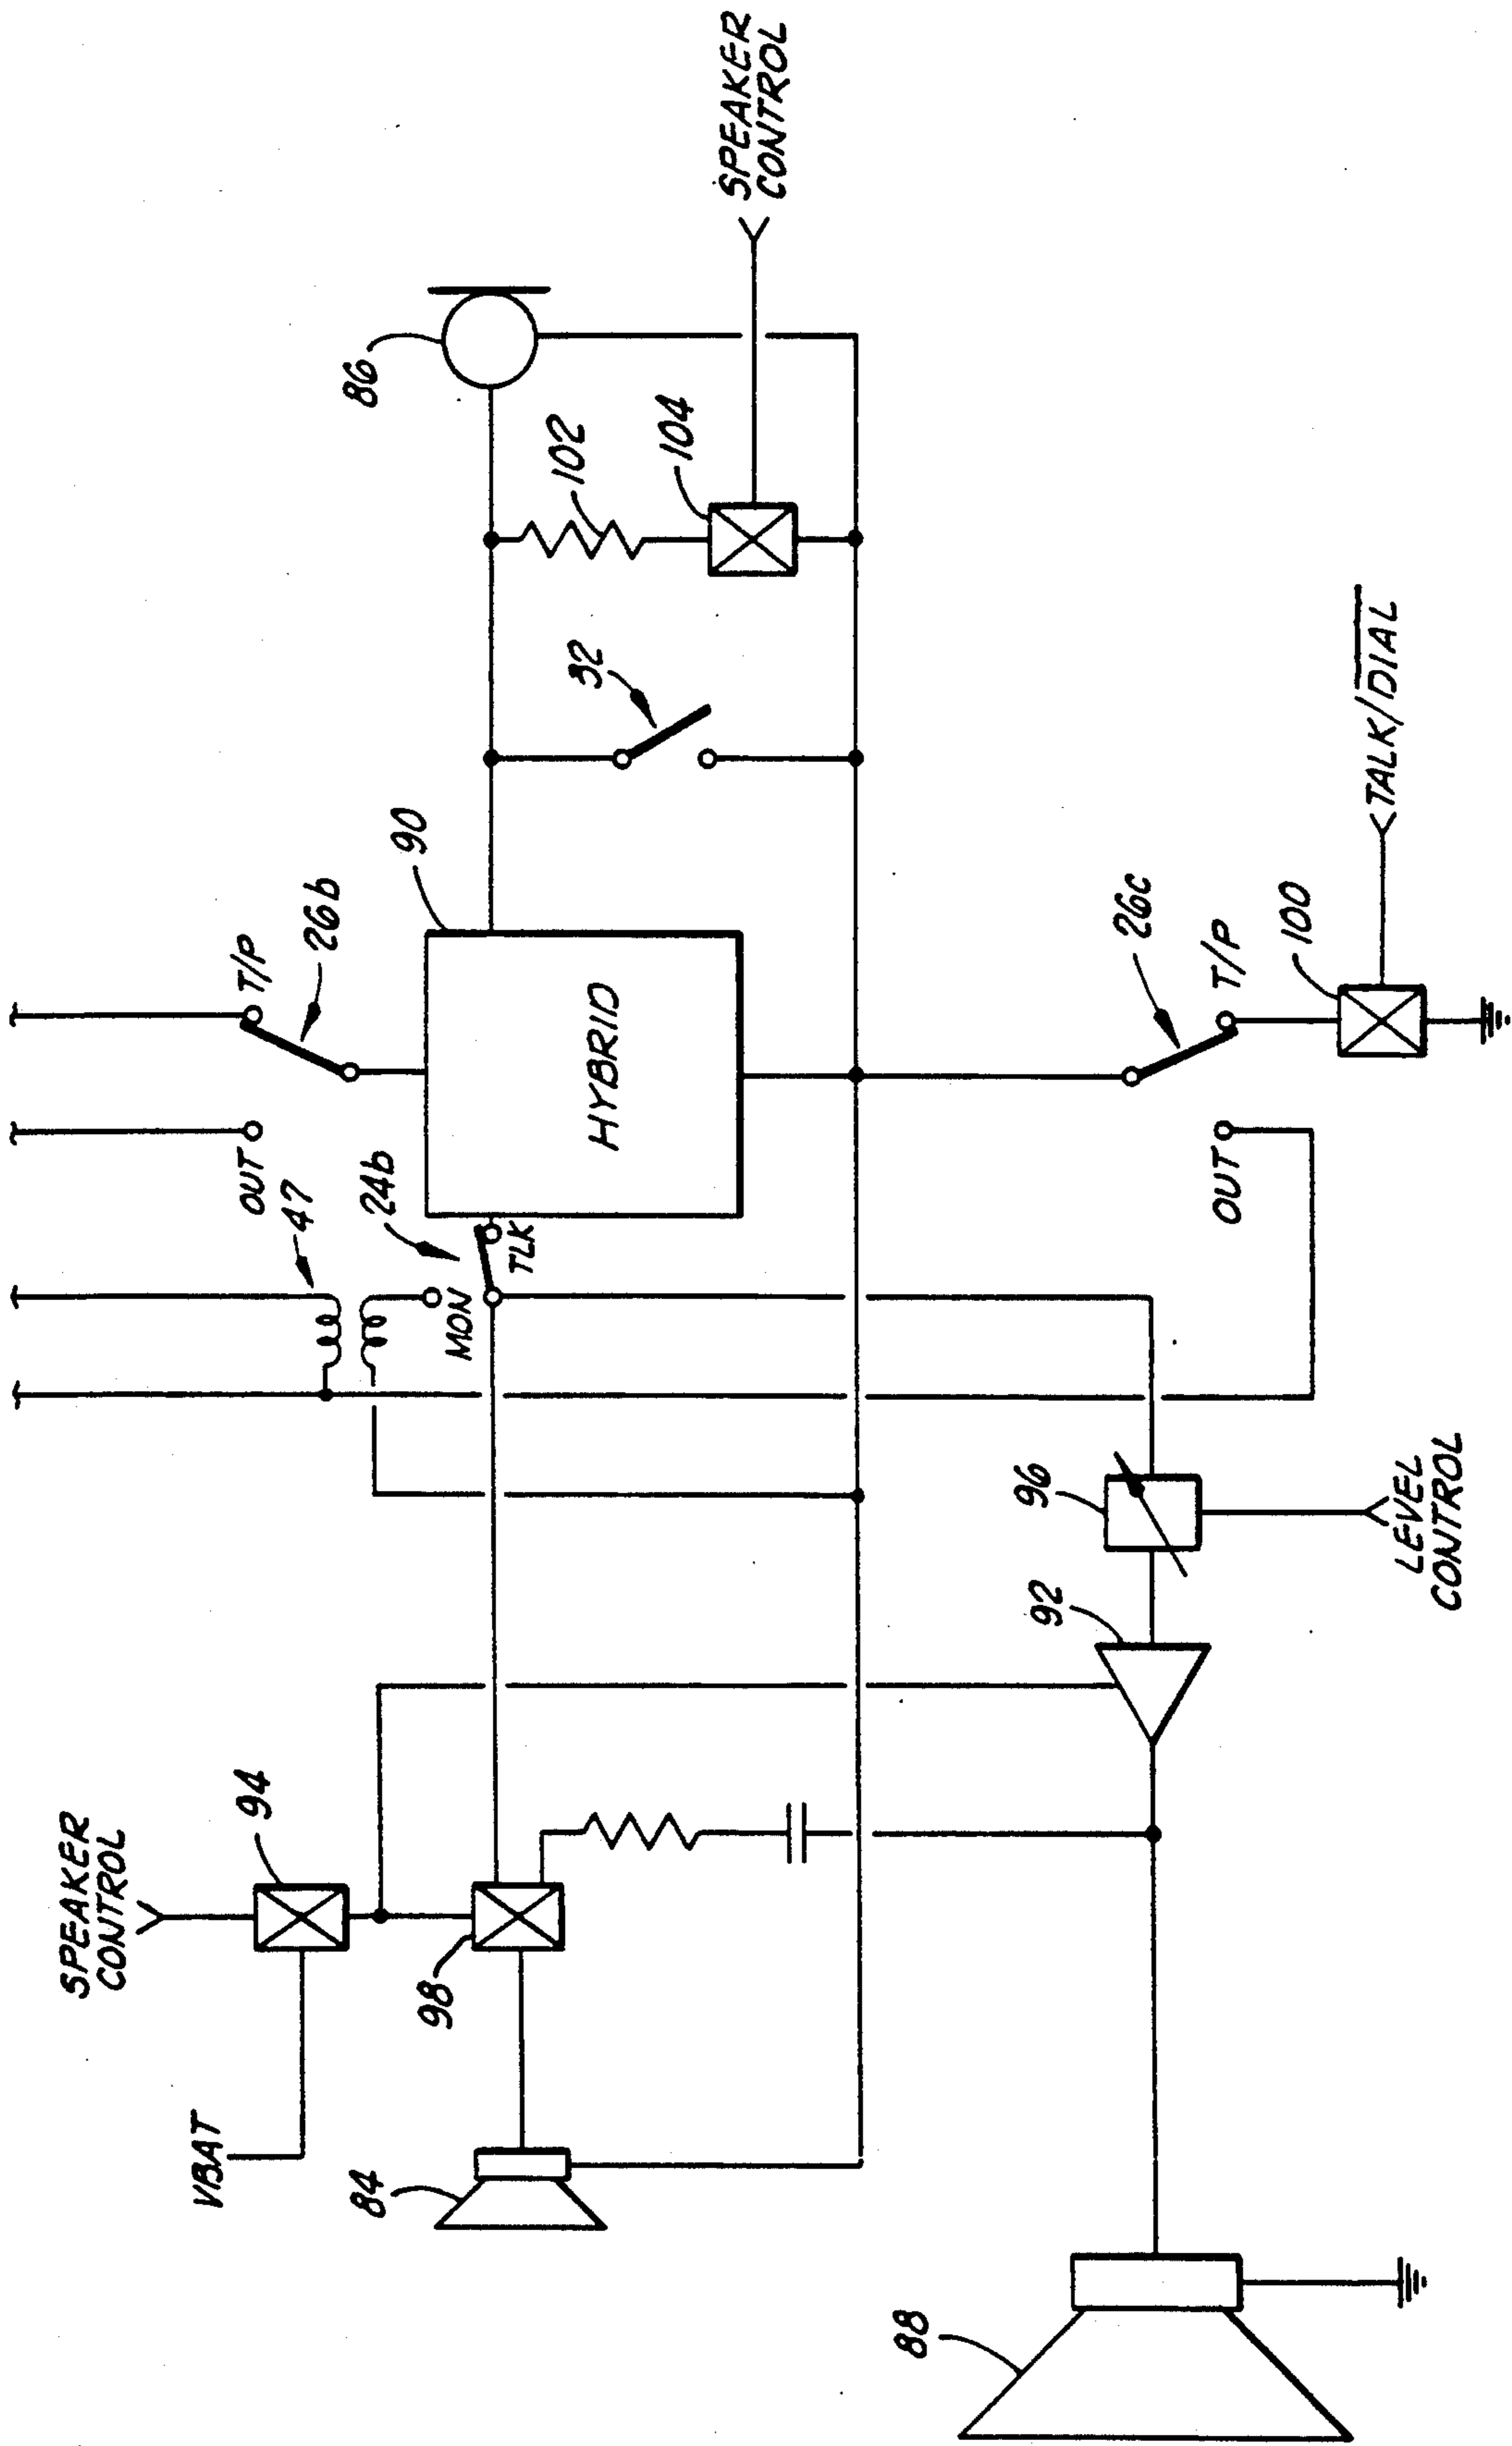 SPEAKER
CONTROL
86
102
104
32
90
T/P
26b
HYBRID
TALK/DIAL
26c
T/P
100
OUT
47
24b
TLK
MON
OUT
96
LEVEL
CONTROL
92
SPEAKER
CONTROL
94
98
VBAT
84
88